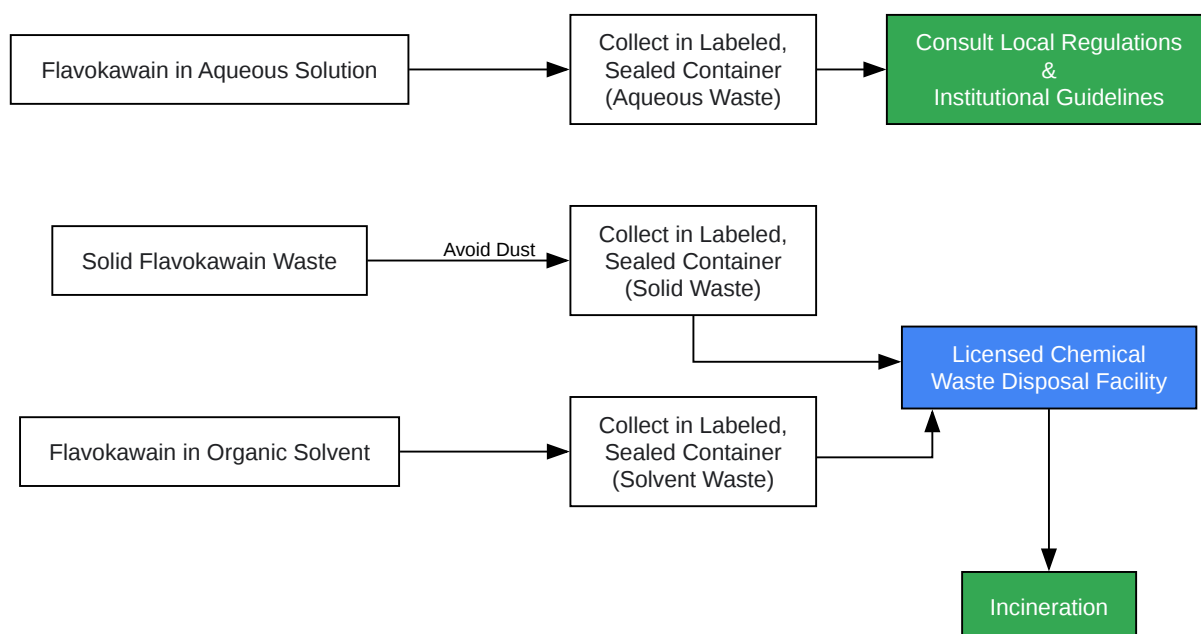 Flavokawain in Aqueous Solution
Collect in Labeled,
Sealed Container
(Aqueous Waste)
Consult Local Regulations
&
Institutional Guidelines
Solid Flavokawain Waste
Avoid Dust
Collect in Labeled,
Sealed Container
(Solid Waste)
Licensed Chemical
Waste Disposal Facility
Flavokawain in Organic Solvent
Collect in Labeled,
Sealed Container
(Solvent Waste)
Incineration